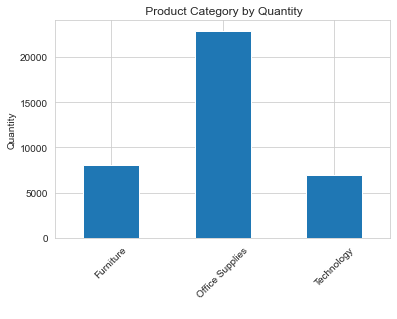 Product Category by Quantity
Quantity
20000
15000
10000
5000
0
Furniture
Office Supplies
Technology